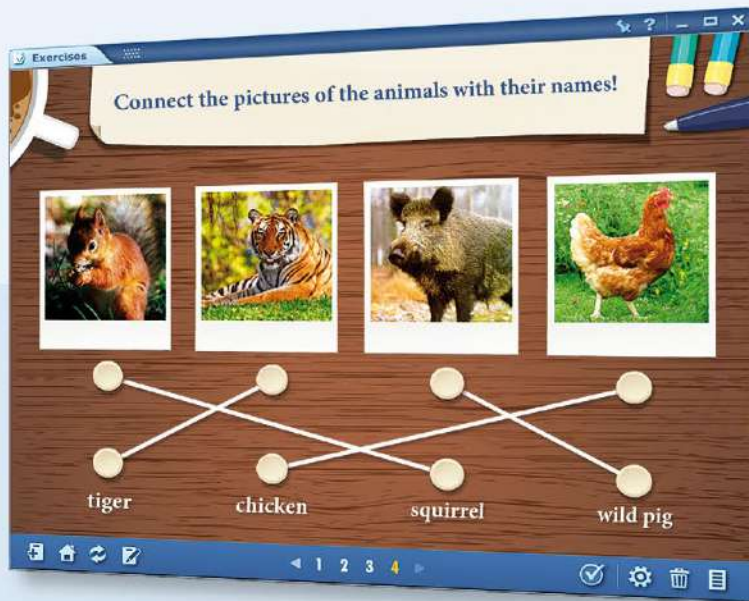 Exercises
?
Connect the pictures of the animals with their names!
tiger chicken squirrel wild pig
1 2 3 4